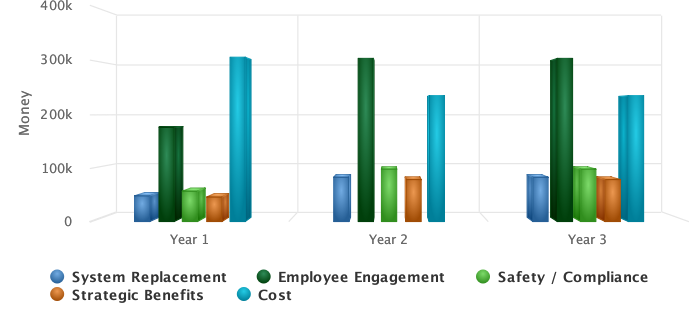 400k
300k
200k
100k
0
Money
Year 1 Year 2 Year 3
System Replacement Employee Engagement Safety / Compliance
Strategic Benefits Cost